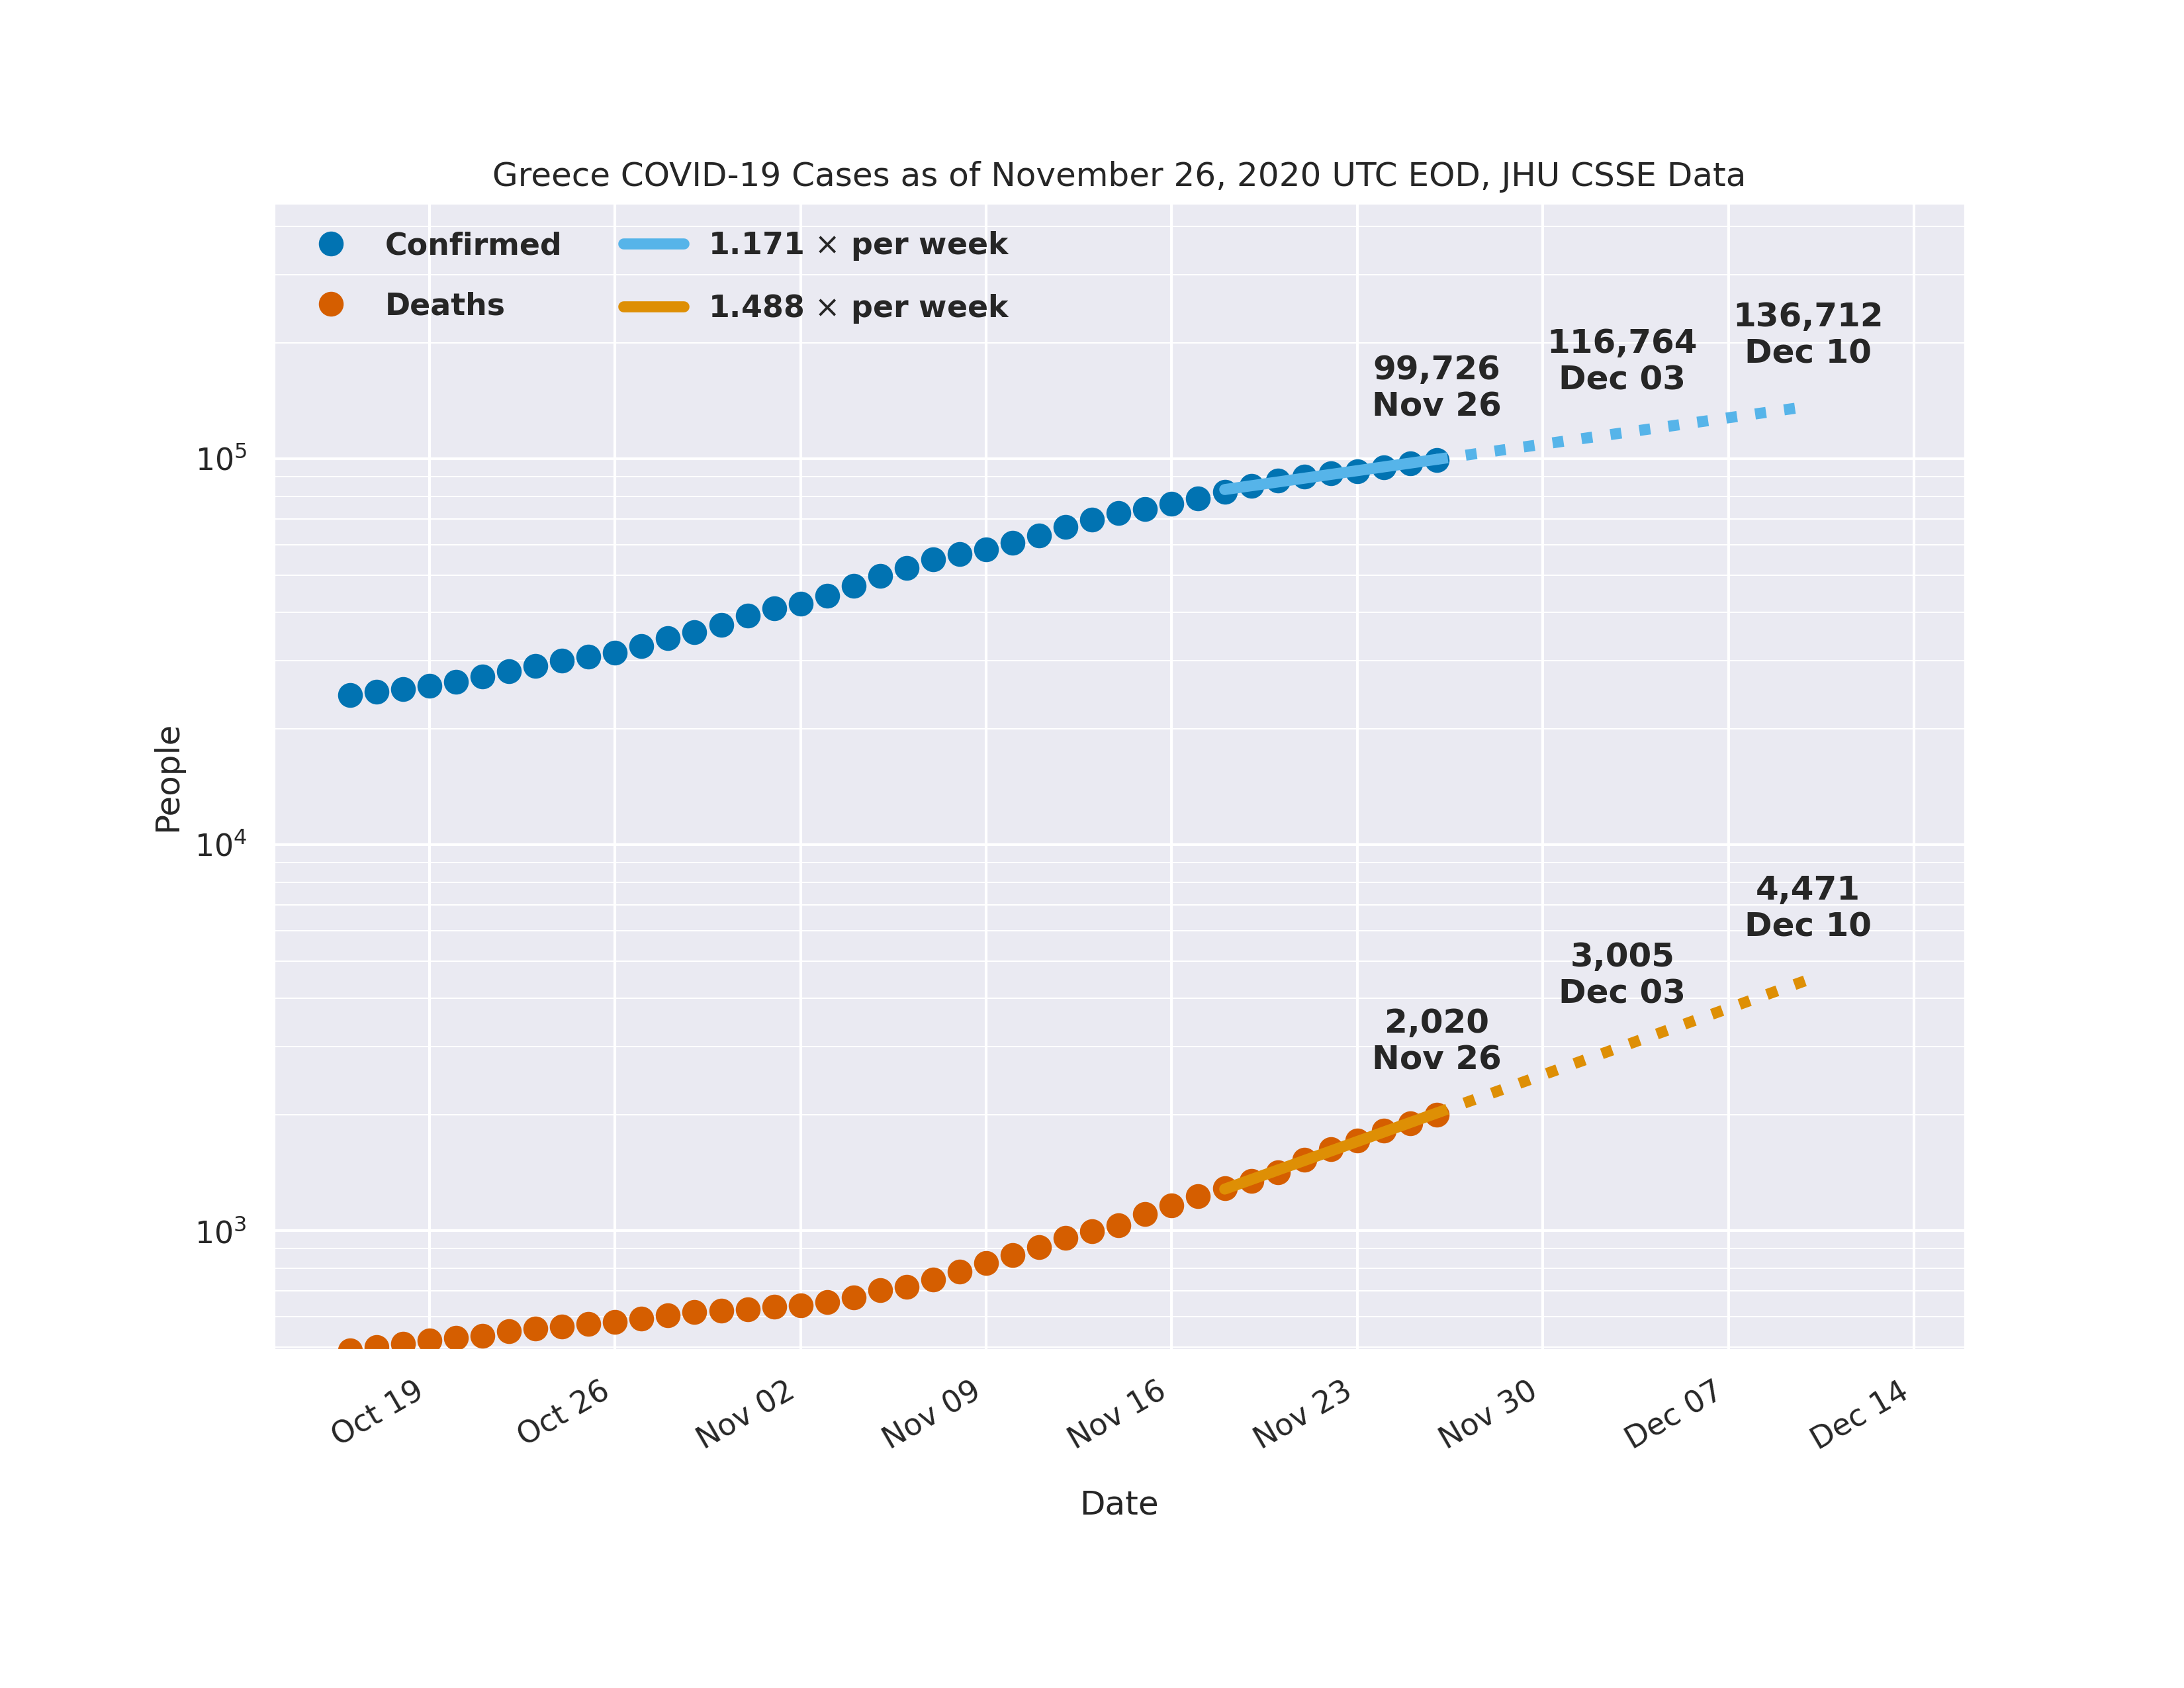 Greece COVID-19 Cases as of November 26, 2020 UTC EOD, JHU CSSE Data
Confirmed
Deaths
1.171 × per week
1.488 × per week
136,712
Dec 10
116,764
Dec 03
99,726
Nov 26
4,471
Dec 10
3,005
Dec 03
2,020
Nov 26
10⁵
10⁴
10³
People
Oct 19
Oct 26
Nov 02
Nov 09
Nov 16
Nov 23
Nov 30
Dec 07
Dec 14
Date